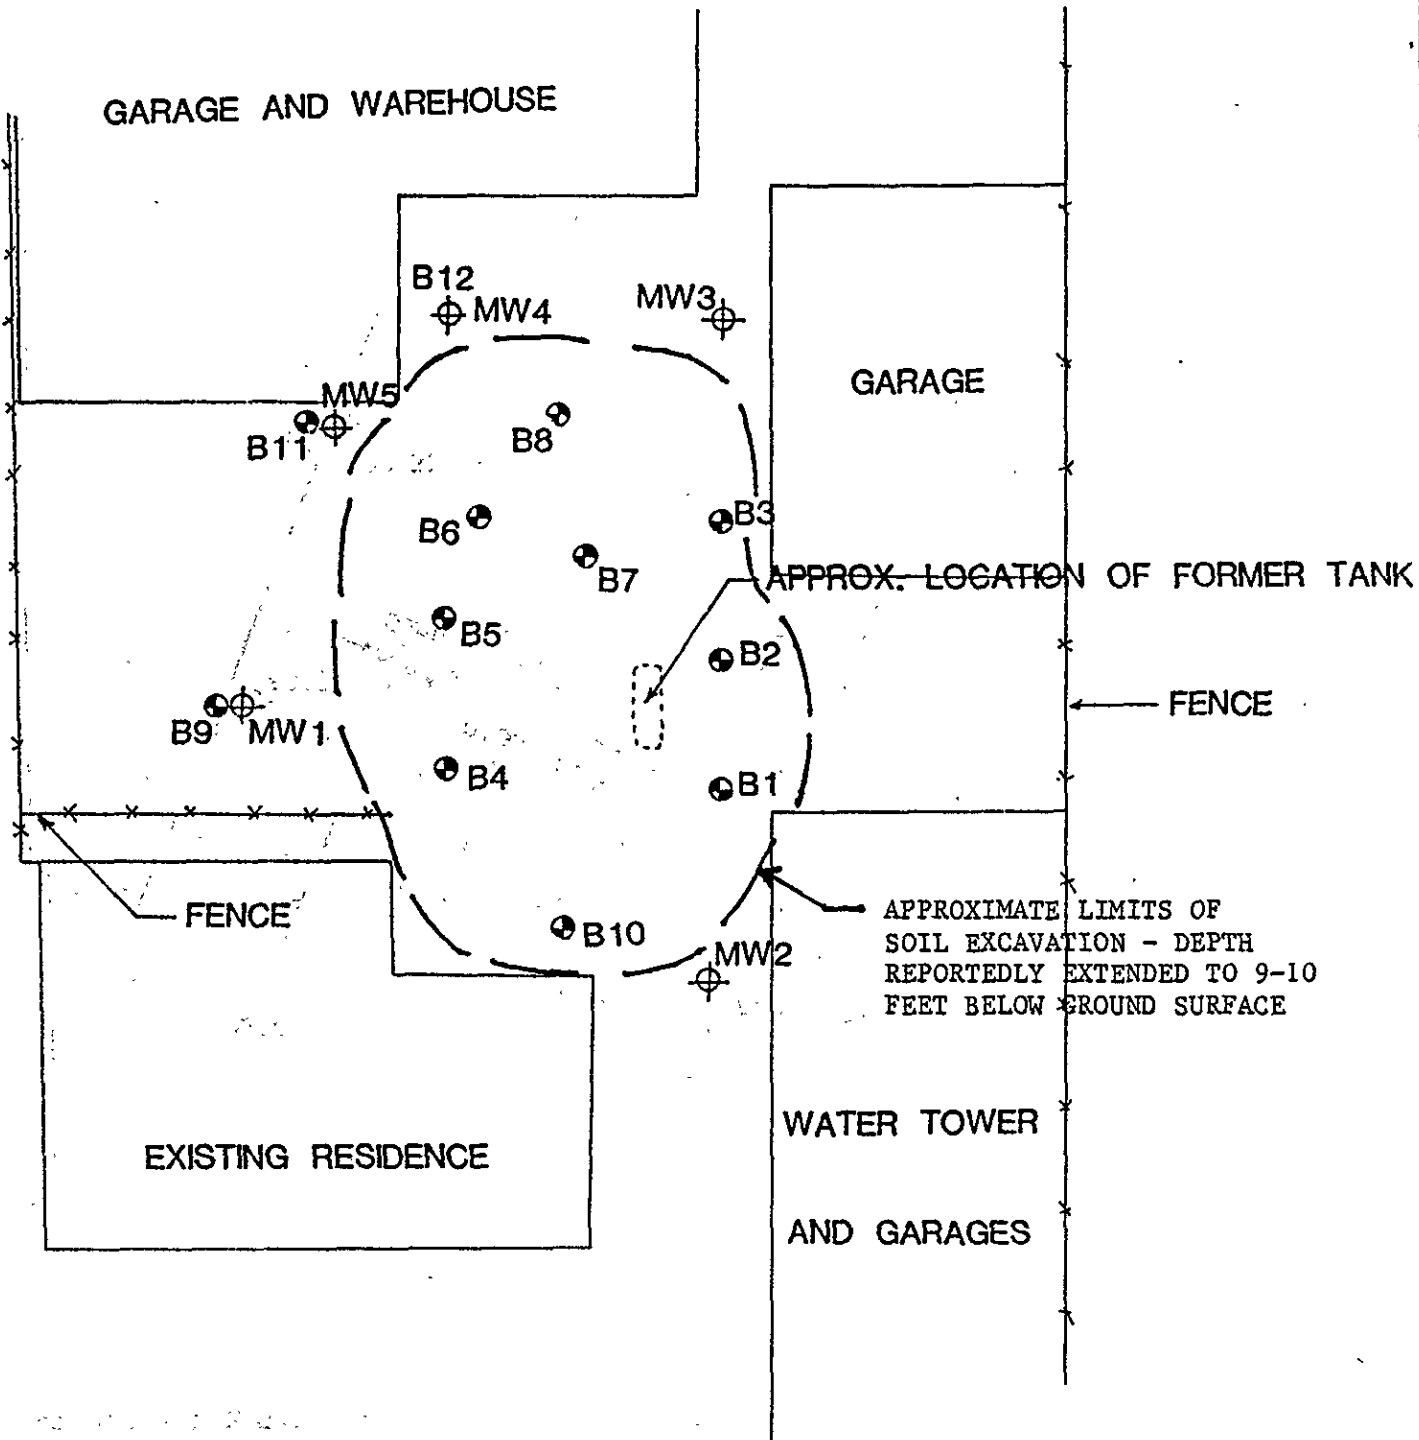 GARAGE AND WAREHOUSE
B12
MW4
MW3
GARAGE
MW5
B11
B8
B3
B6
B7
APPROX. LOCATION OF FORMER TANK
B5
B2
FENCE
B9
MW1
B4
B1
FENCE
B10
APPROXIMATE LIMITS OF
SOIL EXCAVATION - DEPTH
REPORTEDLY EXTENDED TO 9-10
FEET BELOW GROUND SURFACE
MW2
WATER TOWER
AND GARAGES
EXISTING RESIDENCE